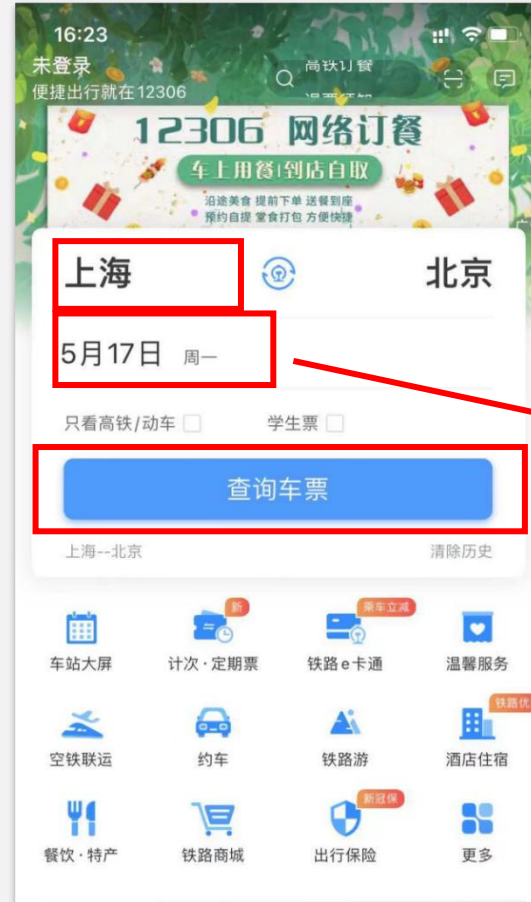 16:23
未登录
便捷出行就在12306
高铁订餐
12306 网络订餐
车上用餐|到店自取
沿途美食 提前下单 送餐到座
预约自提 堂食打包 方便快捷
上海
北京
5月17日 周一
只看高铁/动车
学生票
查询车票
上海--北京
清除历史
新
乘车立减
车站大屏
计次·定期票
铁路e卡通
温馨服务
铁路优
空铁联运
约车
铁路游
酒店住宿
新冠保
餐饮·特产
铁路商城
出行保险
更多